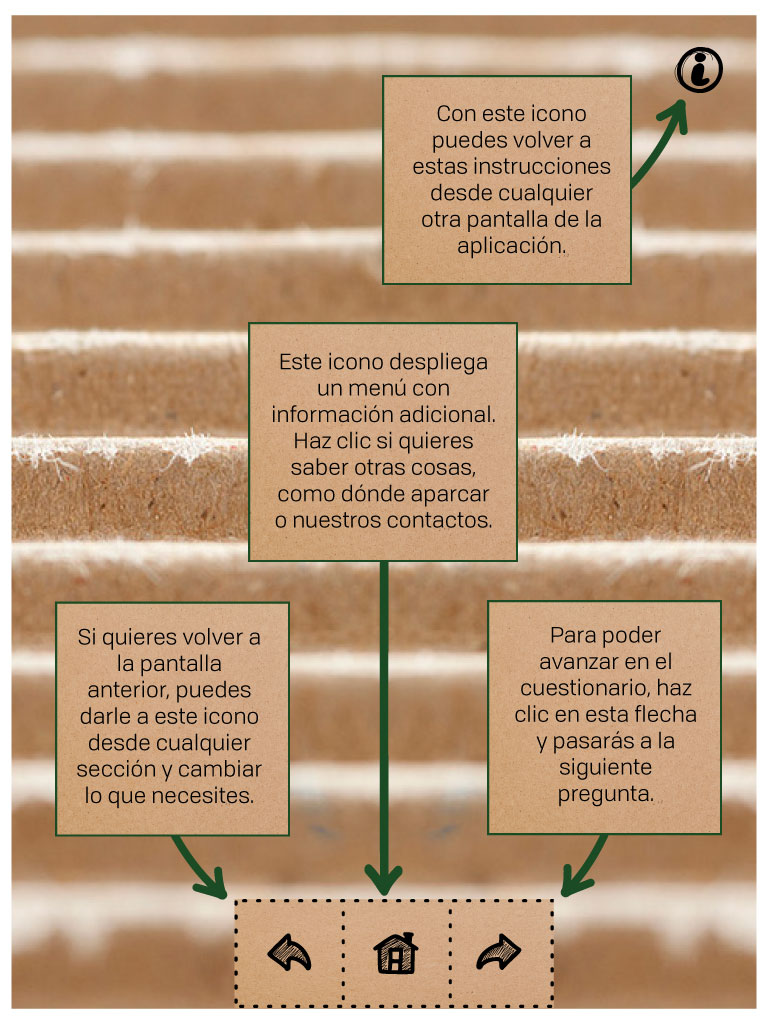 Con este icono
puedes volver a
estas instrucciones
desde cualquier
otra pantalla de la
aplicación.
Este icono despliega
un menú con
información adicional.
Haz clic si quieres
saber otras cosas,
como dónde aparcar
o nuestros contactos.
Si quieres volver a
la pantalla
anterior, puedes
darle a este icono
desde cualquier
sección y cambiar
lo que necesites.
Para poder
avanzar en el
cuestionario, haz
clic en esta flecha
y pasarás a la
siguiente
pregunta.